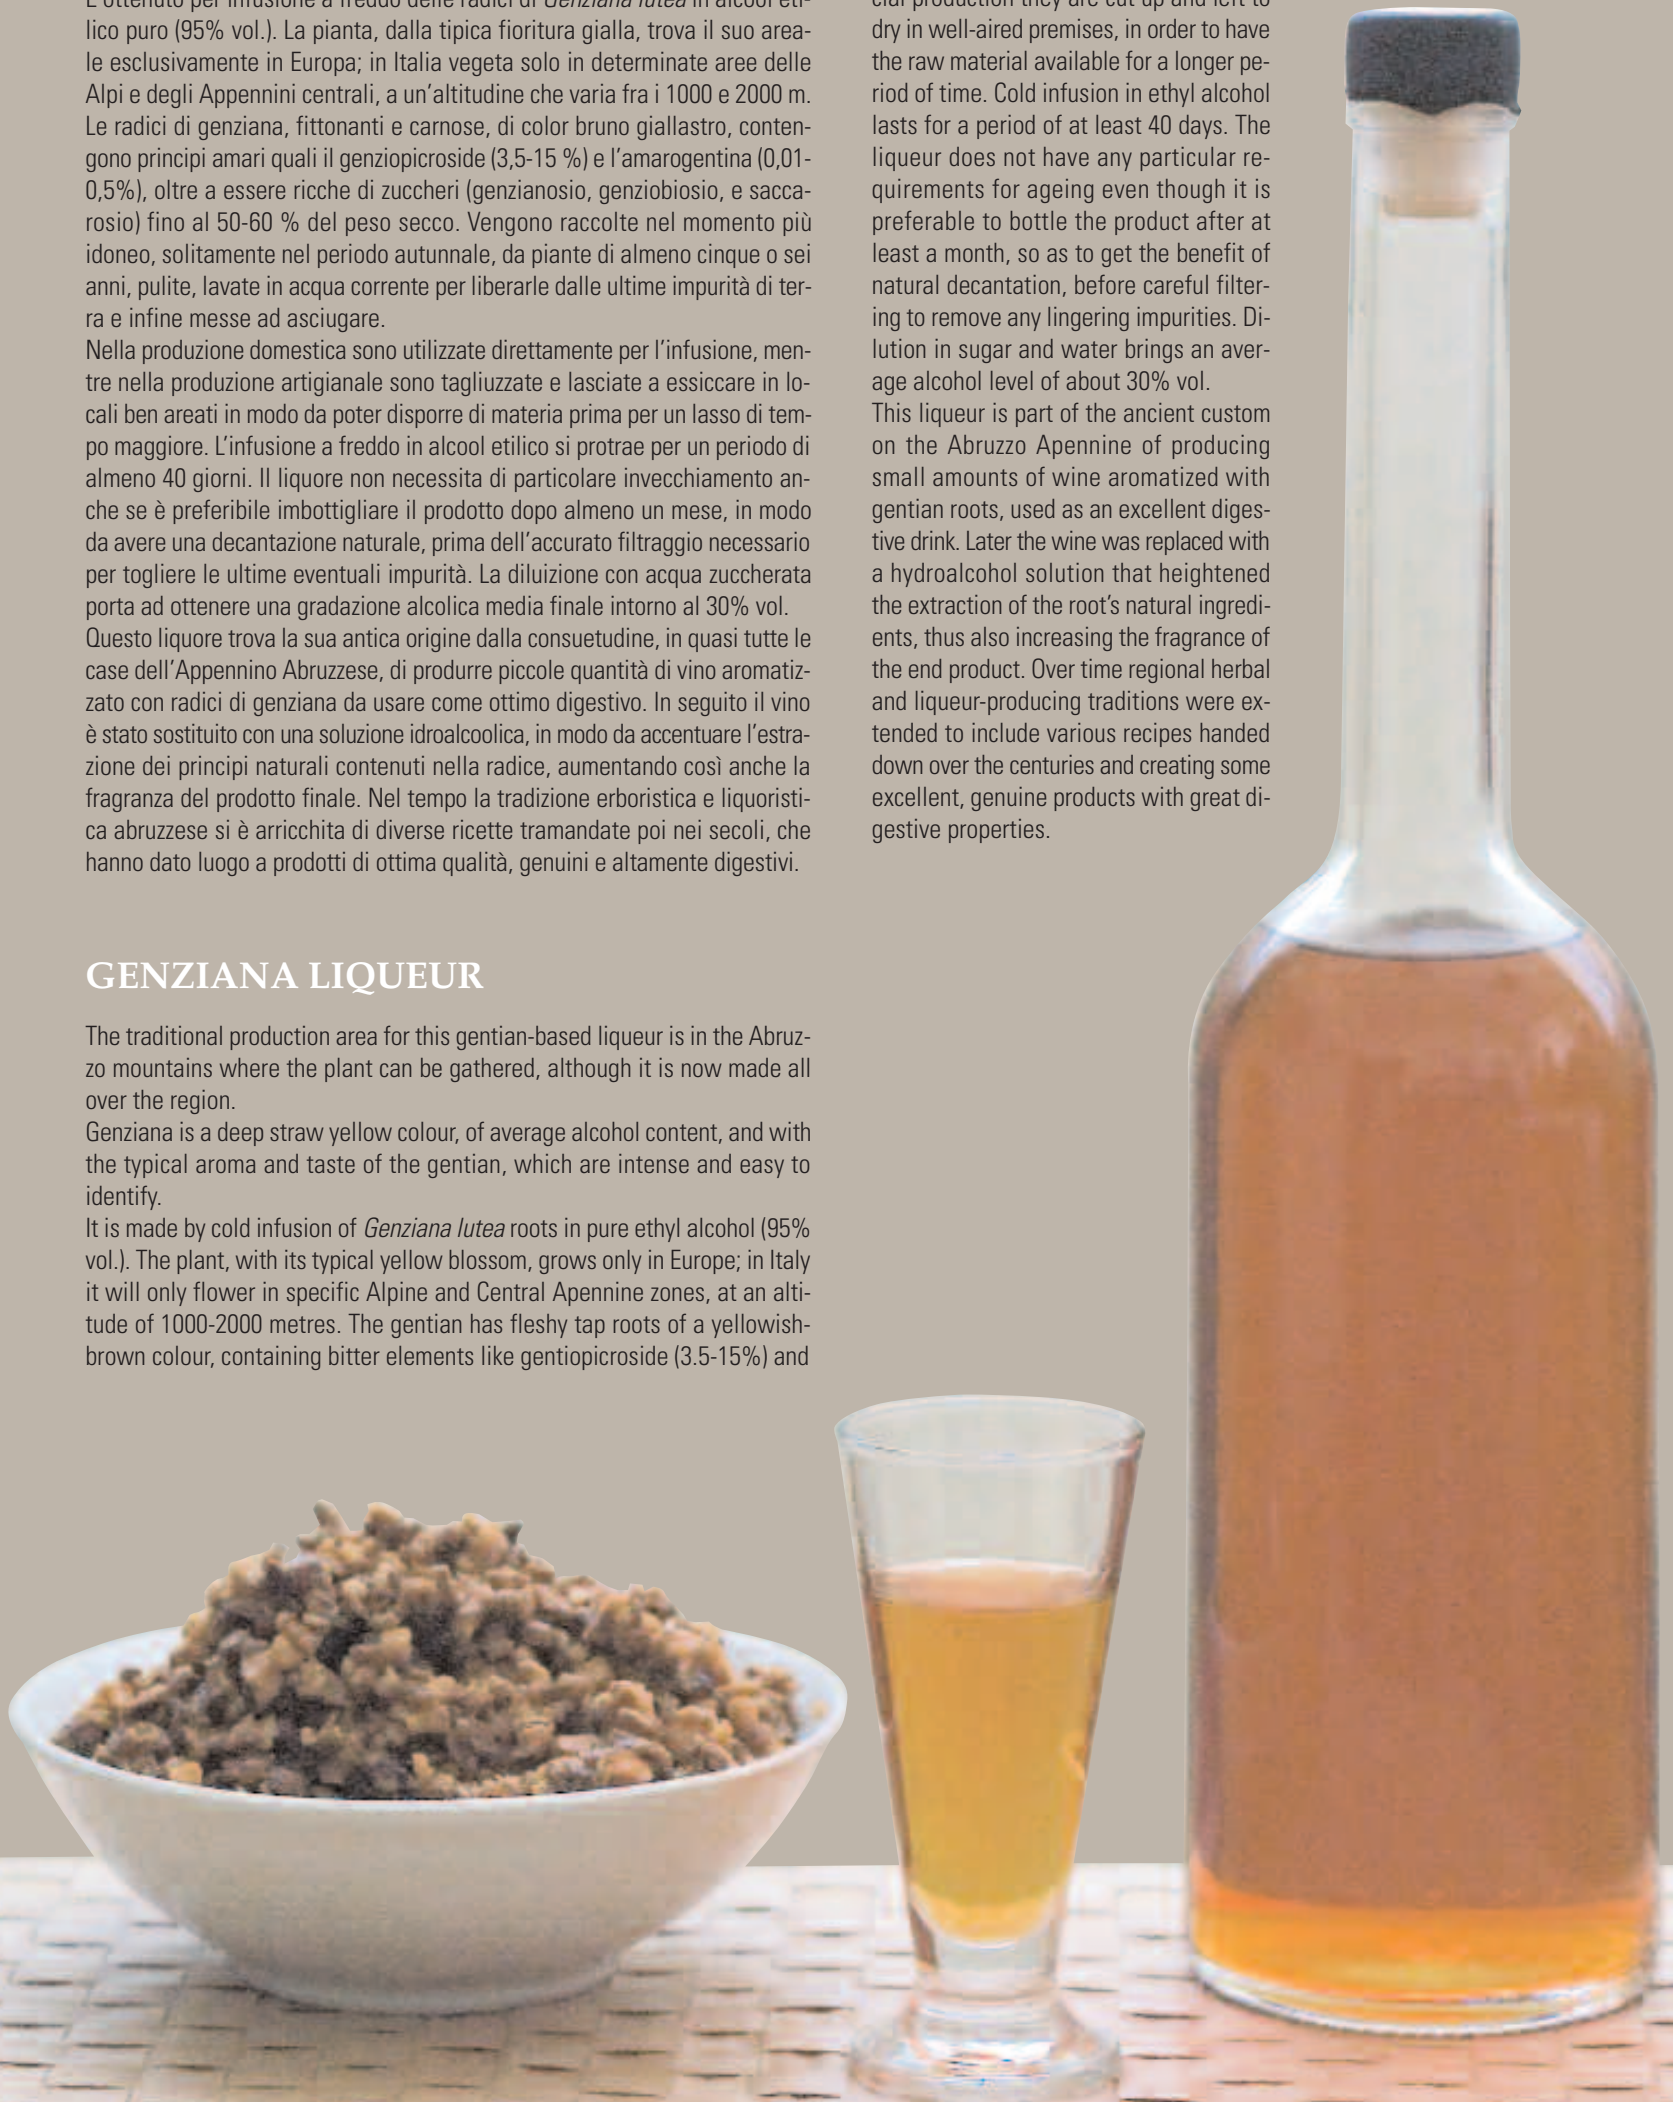 È ottenuto per infusione a freddo delle radici di Genziana lutea in alcool eti-
lico puro (95% vol.). La pianta, dalla tipica fioritura gialla, trova il suo area-
le esclusivamente in Europa; in Italia vegeta solo in determinate aree delle
Alpi e degli Appennini centrali, a un'altitudine che varia fra i 1000 e 2000 m.
Le radici di genziana, fittonanti e carnose, di color bruno giallastro, conten-
gono principi amari quali il genziopicroside (3,5-15 %) e l'amarogentina (0,01-
0,5%), oltre a essere ricche di zuccheri (genzianosio, genziobiosio, e sacca-
rosio) fino al 50-60 % del peso secco. Vengono raccolte nel momento più
idoneo, solitamente nel periodo autunnale, da piante di almeno cinque o sei
anni, pulite, lavate in acqua corrente per liberarle dalle ultime impurità di ter-
ra e infine messe ad asciugare.
Nella produzione domestica sono utilizzate direttamente per l'infusione, men-
tre nella produzione artigianale sono tagliuzzate e lasciate a essiccare in lo-
cali ben areati in modo da poter disporre di materia prima per un lasso di tem-
po maggiore. L'infusione a freddo in alcool etilico si protrae per un periodo di
almeno 40 giorni. Il liquore non necessita di particolare invecchiamento an-
che se è preferibile imbottigliare il prodotto dopo almeno un mese, in modo
da avere una decantazione naturale, prima dell'accurato filtraggio necessario
per togliere le ultime eventuali impurità. La diluizione con acqua zuccherata
porta ad ottenere una gradazione alcolica media finale intorno al 30% vol.
Questo liquore trova la sua antica origine dalla consuetudine, in quasi tutte le
case dell'Appennino Abruzzese, di produrre piccole quantità di vino aromatiz-
zato con radici di genziana da usare come ottimo digestivo. In seguito il vino
è stato sostituito con una soluzione idroalcoolica, in modo da accentuare l'estra-
zione dei principi naturali contenuti nella radice, aumentando così anche la
fragranza del prodotto finale. Nel tempo la tradizione erboristica e liquoristi-
ca abruzzese si è arricchita di diverse ricette tramandate poi nei secoli, che
hanno dato luogo a prodotti di ottima qualità, genuini e altamente digestivi.
GENZIANA LIQUEUR
The traditional production area for this gentian-based liqueur is in the Abruz-
zo mountains where the plant can be gathered, although it is now made all
over the region.
Genziana is a deep straw yellow colour, of average alcohol content, and with
the typical aroma and taste of the gentian, which are intense and easy to
identify.
It is made by cold infusion of Genziana lutea roots in pure ethyl alcohol (95%
vol.). The plant, with its typical yellow blossom, grows only in Europe; in Italy
it will only flower in specific Alpine and Central Apennine zones, at an alti-
tude of 1000-2000 metres. The gentian has fleshy tap roots of a yellowish-
brown colour, containing bitter elements like gentiopicroside (3.5-15%) and
cial production they are cut up and left to
dry in well-aired premises, in order to have
the raw material available for a longer pe-
riod of time. Cold infusion in ethyl alcohol
lasts for a period of at least 40 days. The
liqueur does not have any particular re-
quirements for ageing even though it is
preferable to bottle the product after at
least a month, so as to get the benefit of
natural decantation, before careful filter-
ing to remove any lingering impurities. Di-
lution in sugar and water brings an aver-
age alcohol level of about 30% vol.
This liqueur is part of the ancient custom
on the Abruzzo Apennine of producing
small amounts of wine aromatized with
gentian roots, used as an excellent diges-
tive drink. Later the wine was replaced with
a hydroalcohol solution that heightened
the extraction of the root's natural ingredi-
ents, thus also increasing the fragrance of
the end product. Over time regional herbal
and liqueur-producing traditions were ex-
tended to include various recipes handed
down over the centuries and creating some
excellent, genuine products with great di-
gestive properties.